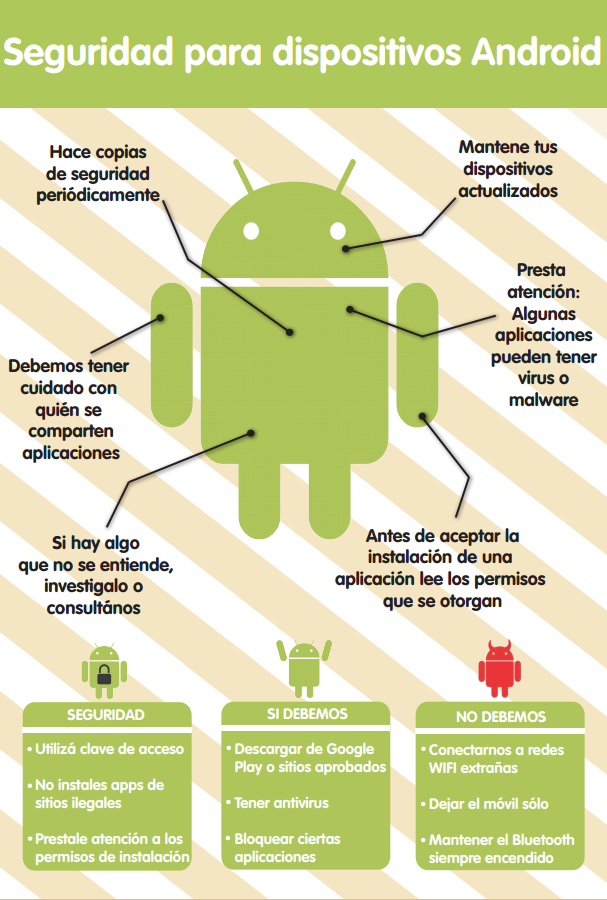 Seguridad para dispositivos Android
Hace copias
de seguridad
periódicamente
Mantene tus
dispositivos
actualizados
Presta
atención:
Algunas
aplicaciones
pueden tener
virus o
malware
Debemos tener
cuidado con
quién se
comparten
aplicaciones
Si hay algo
que no se entiende,
investigalo o
consultános
Antes de aceptar la
instalación de una
aplicación lee los permisos
que se otorgan
SEGURIDAD
• Utilizá clave de acceso
• No instales apps de
sitios ilegales
• Prestale atención a los
permisos de instalación
SI DEBEMOS
• Descargar de Google
Play o sitios aprobados
• Tener antivirus
• Bloquear ciertas
aplicaciones
NO DEBEMOS
• Conectarnos a redes
WIFI extrañas
• Dejar el móvil sólo
• Mantener el Bluetooth
siempre encendido